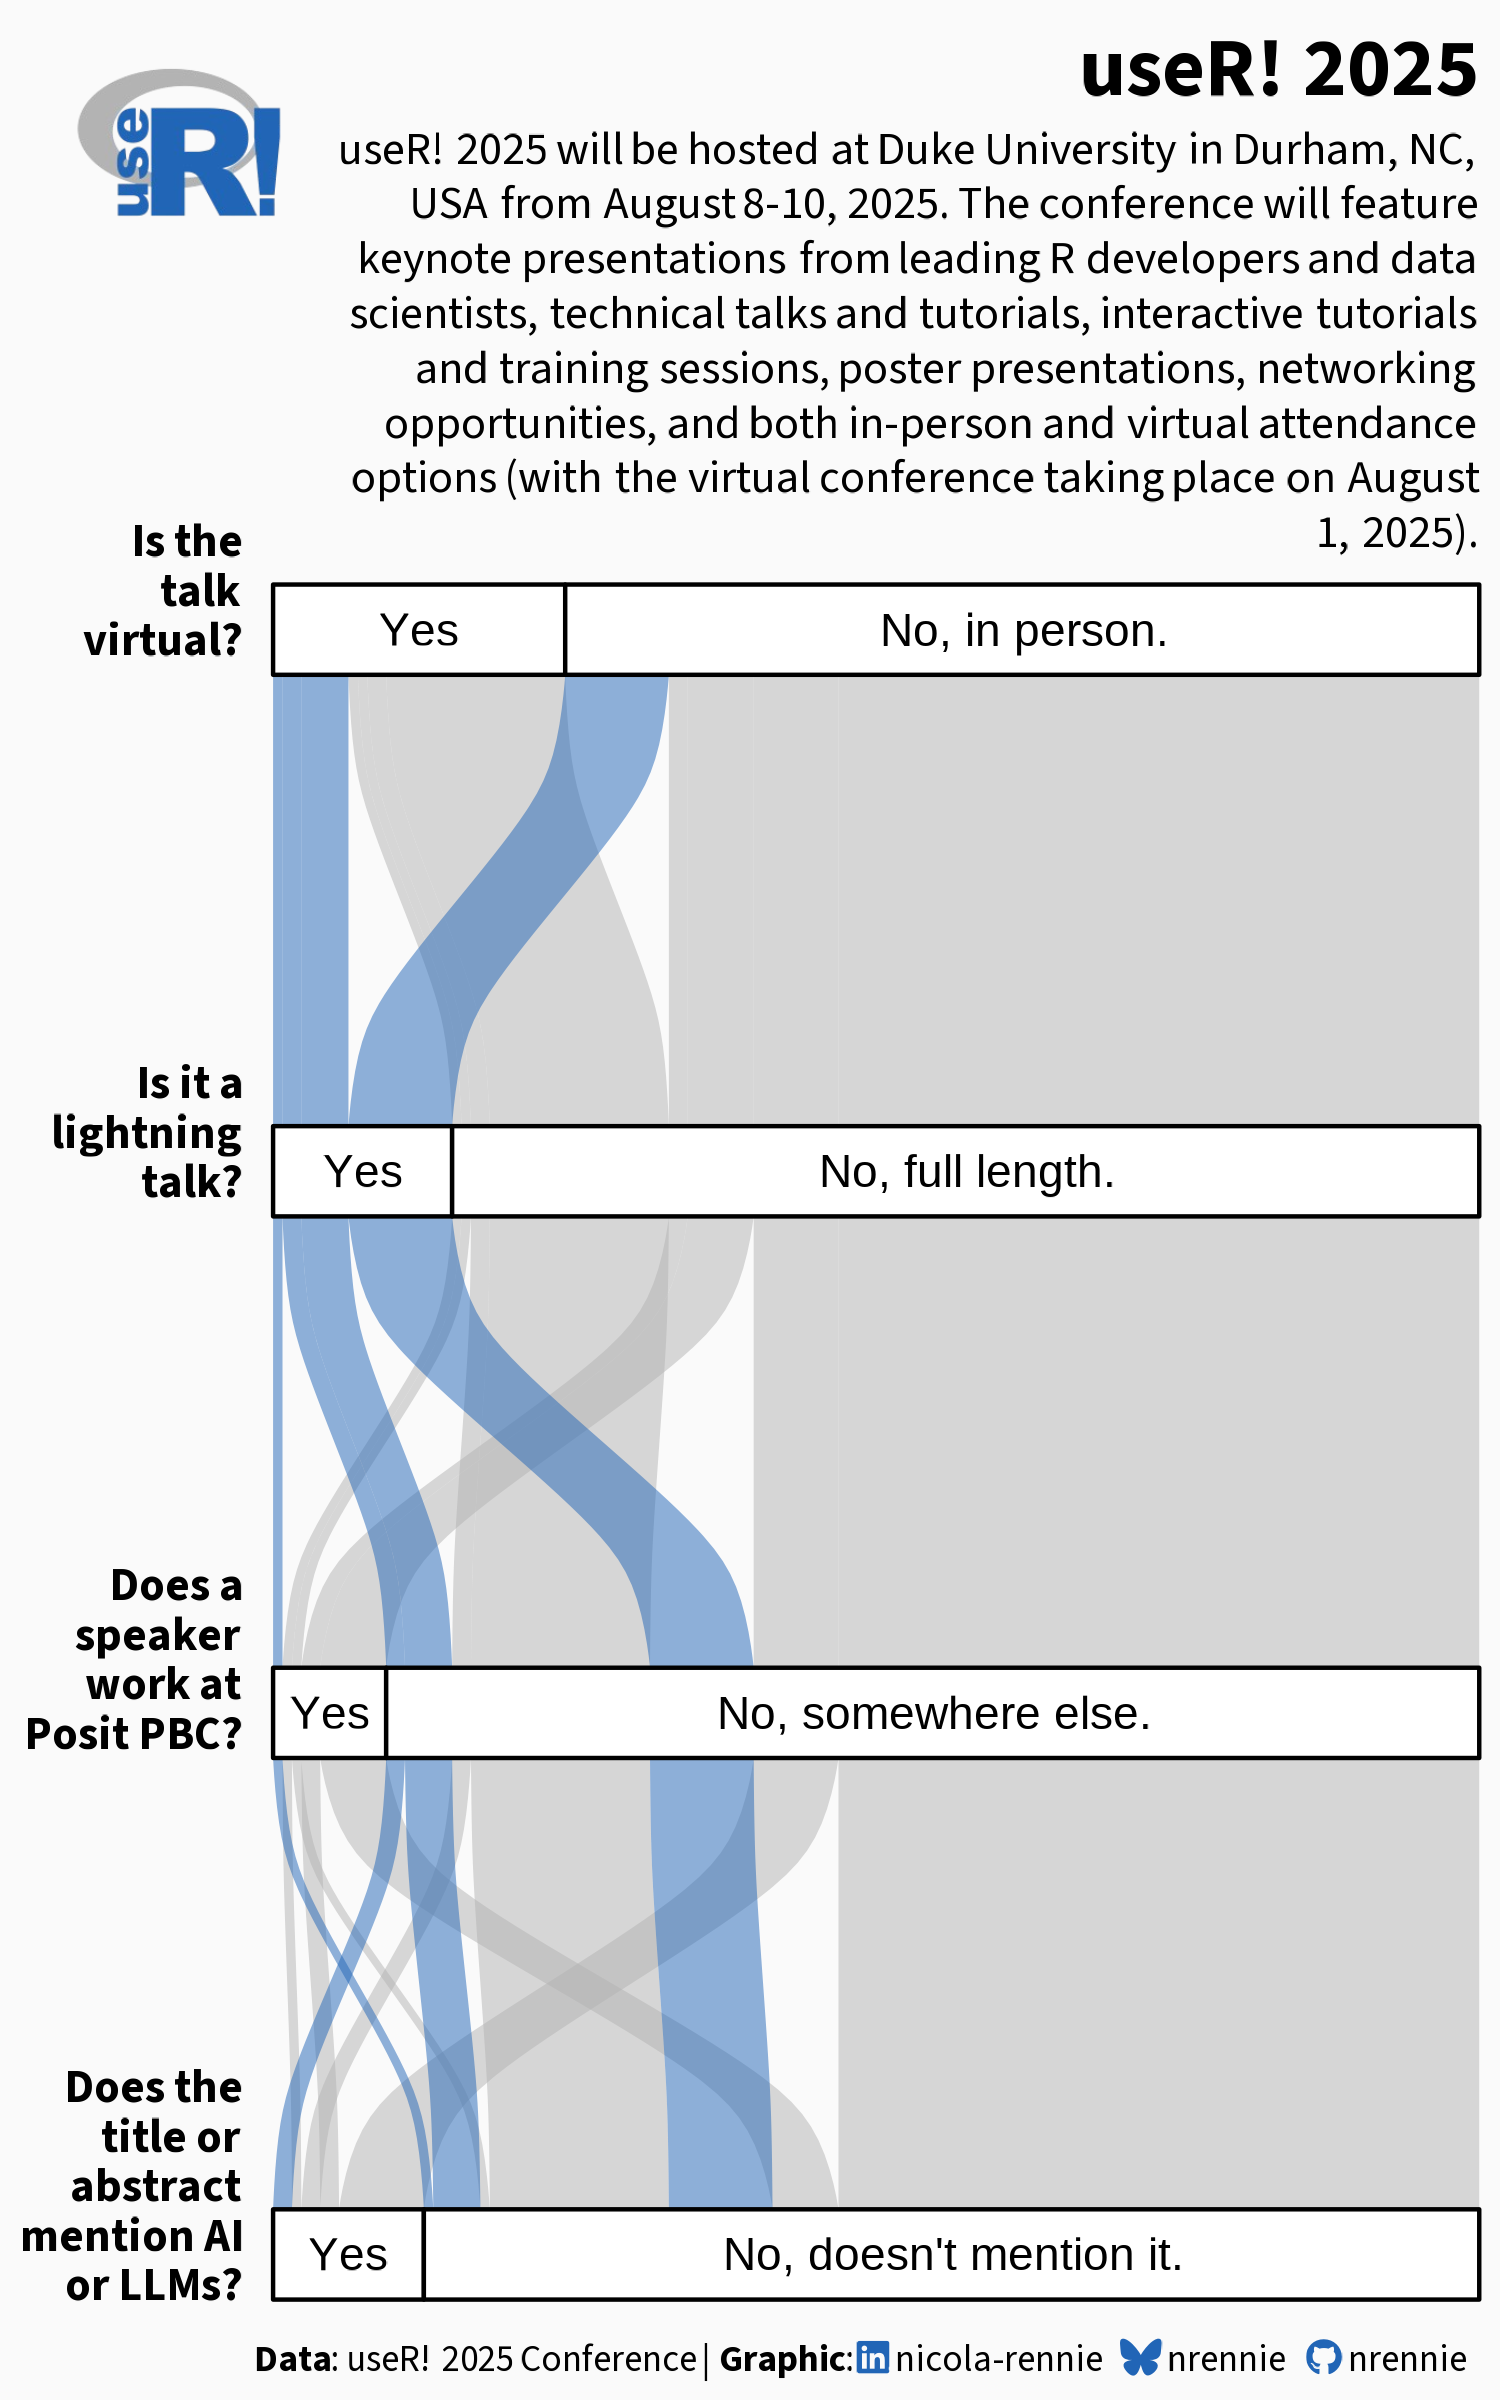 use R!
useR! 2025
useR! 2025 will be hosted at Duke University in Durham, NC,
USA from August 8-10, 2025. The conference will feature
keynote presentations from leading R developers and data
scientists, technical talks and tutorials, interactive tutorials
and training sessions, poster presentations, networking
opportunities, and both in-person and virtual attendance
options (with the virtual conference taking place on August
1, 2025).
Is the
talk
virtual?
Yes
No, in person.
Is it a
lightning
talk?
Yes
No, full length.
Does a
speaker
work at
Posit PBC?
Yes
No, somewhere else.
Does the
title or
abstract
mention AI
or LLMs?
Yes
No, doesn't mention it.
Data: useR! 2025 Conference | Graphic: in nicola-rennie nrennie nrennie